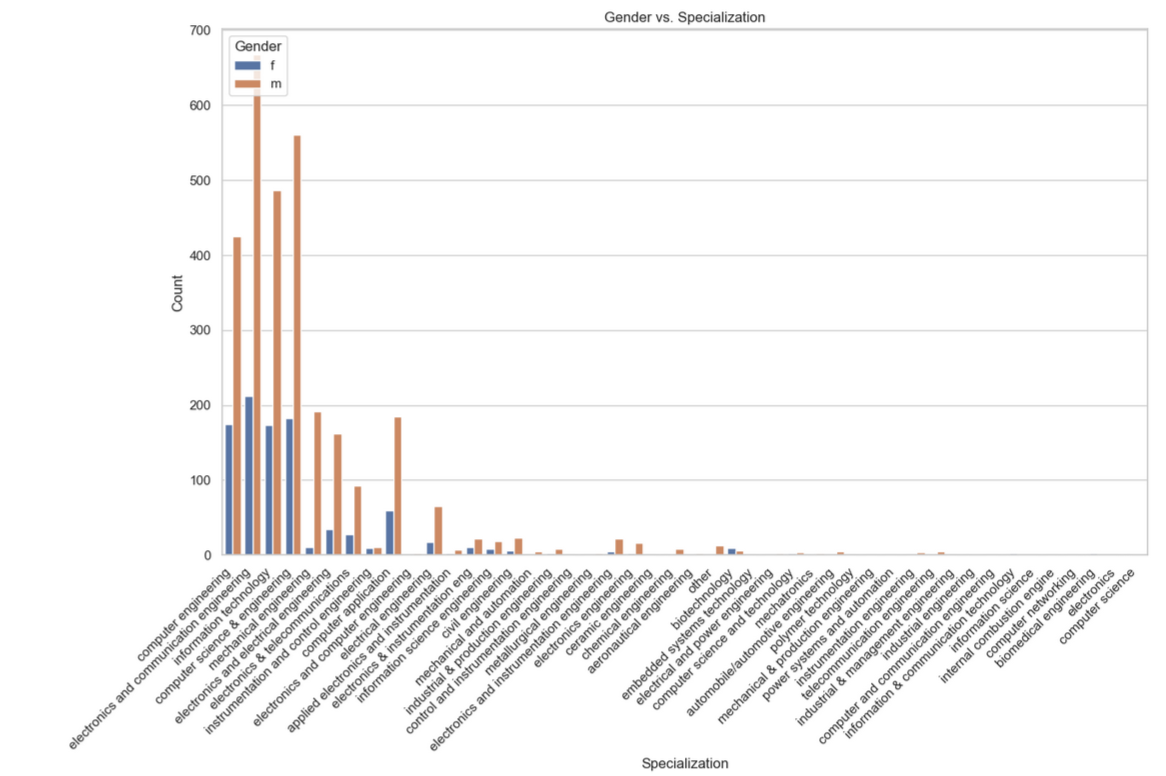 Gender vs. Specialization
700
600
500
400
300
200
100
0
Count
Gender
f
m
computer engineering
electronics and communication engineering
information technology
computer science & engineering
mechanical engineering
electronics and electrical engineering
electronics & telecommunications
instrumentation and control engineering
computer application
electronics and computer engineering
electrical engineering
applied electronics and instrumentation
electronics & instrumentation eng
information science engineering
civil engineering
mechanical and automation
industrial & production engineering
control and instrumentation engineering
metallurgical engineering
electronics and instrumentation engineering
electronics engineering
ceramic engineering
chemical engineering
aeronautical engineering
other
biotechnology
embedded systems technology
electrical and power engineering
computer science and technology
mechatronics
automobile/automotive engineering
polymer technology
mechanical & production engineering
power systems and automation
instrumentation engineering
telecommunication engineering
industrial & management engineering
industrial engineering
computer and communication engineering
information & communication technology
information science
internal combustion engine
computer networking
biomedical engineering
electronics
computer science
Specialization